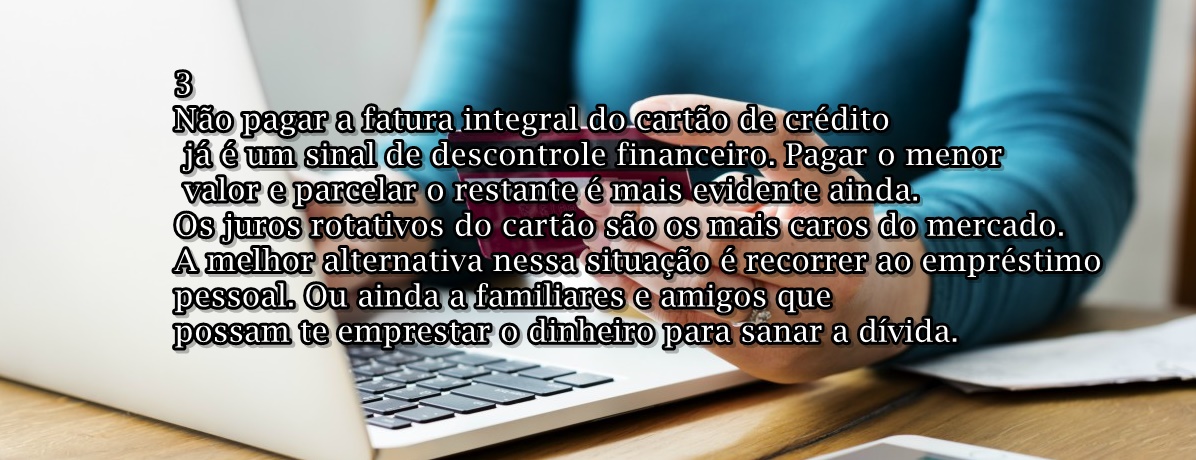 3
Não pagar a fatura integral do cartão de crédito
já é um sinal de descontrole financeiro. Pagar o menor
valor e parcelar o restante é mais evidente ainda.
Os juros rotativos do cartão são os mais caros do mercado.
A melhor alternativa nessa situação é recorrer ao empréstimo
pessoal. Ou ainda a familiares e amigos que
possam te emprestar o dinheiro para sanar a dívida.